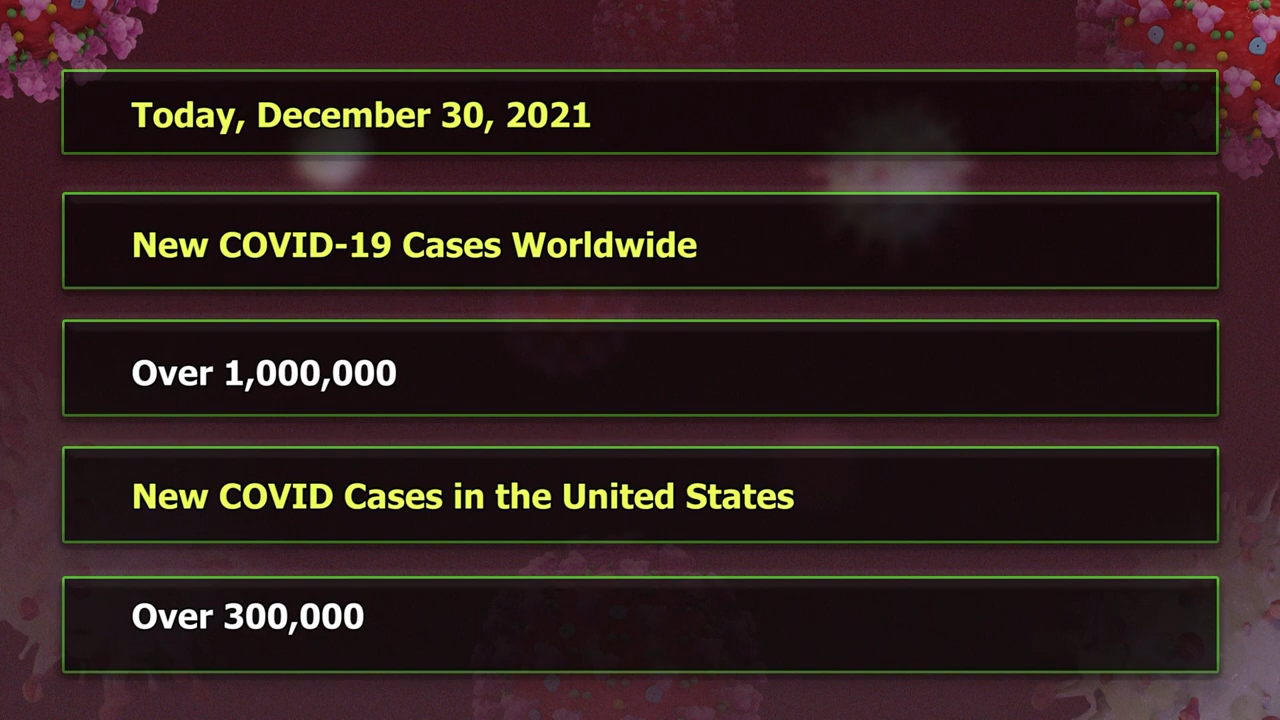 Today, December 30, 2021
New COVID-19 Cases Worldwide
Over 1,000,000
New COVID Cases in the United States
Over 300,000